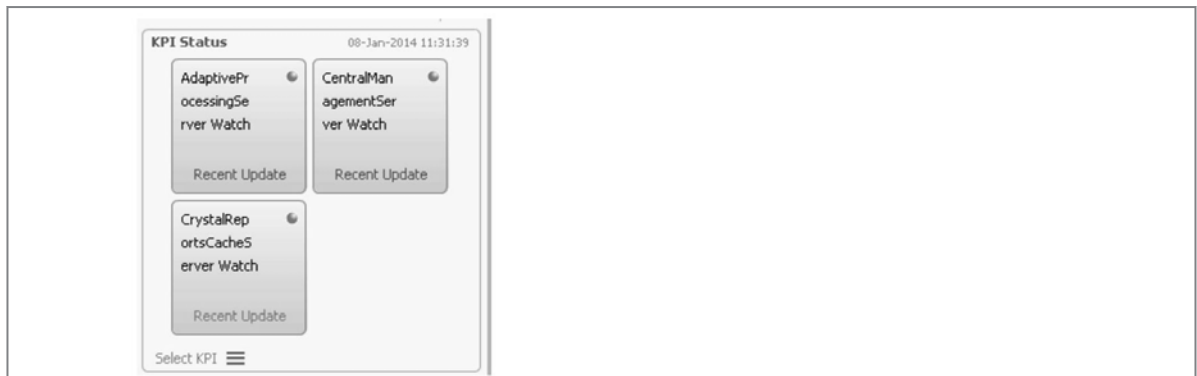 KPI Status 08-Jan-2014 11:31:39
AdaptivePr
ocessingSe
rver Watch
Recent Update
CentralMan
agementSer
ver Watch
Recent Update
CrystalRep
ortsCacheS
erver Watch
Recent Update
Select KPI